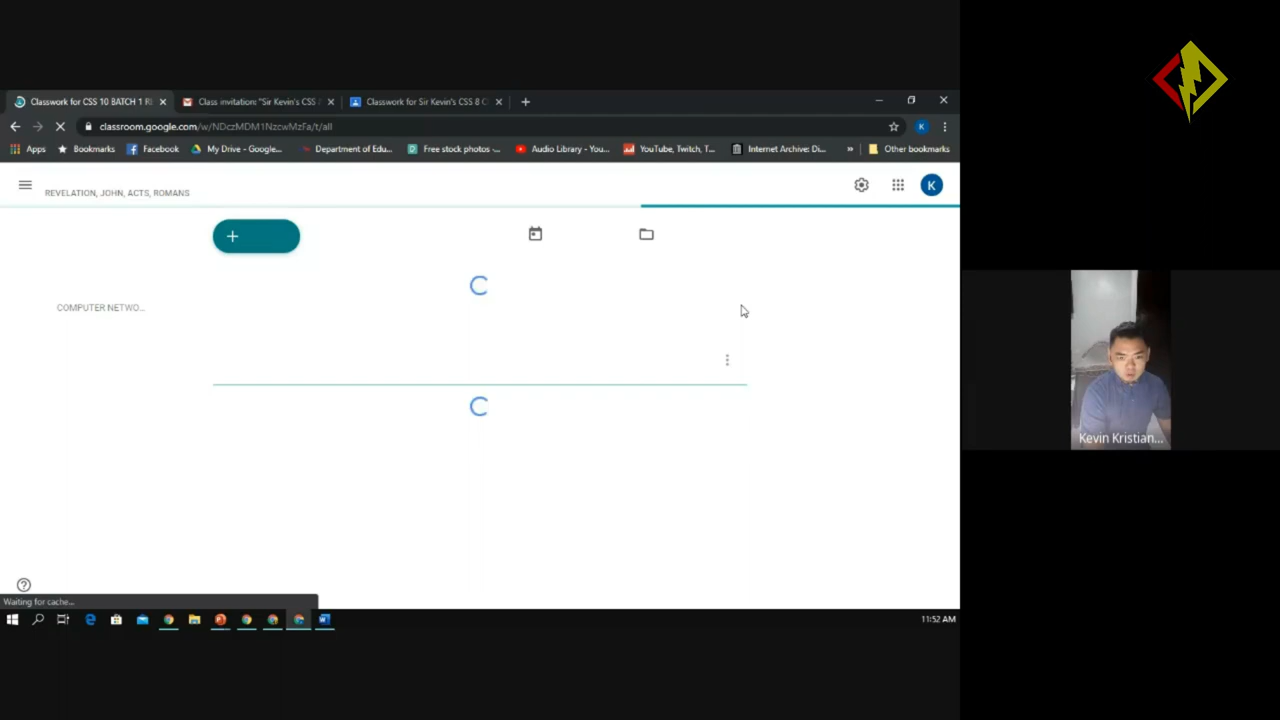 Classwork for CSS 10 BATCH 1 RI
Class invitation: "Sir Kevin's CSS
Classwork for Sir Kevin's CSS 8 C
classroom.google.com/w/NDczMDM1NzcwMzFa/t/all
K
Apps
Bookmarks
Facebook
My Drive - Google...
Department of Edu...
Free stock photos -...
Audio Library - You...
YouTube, Twitch, T...
Internet Archive: Di...
»
Other bookmarks
REVELATION, JOHN, ACTS, ROMANS
K
COMPUTER NETWO...
Kevin Kristian...
Waiting for cache...
11:52 AM